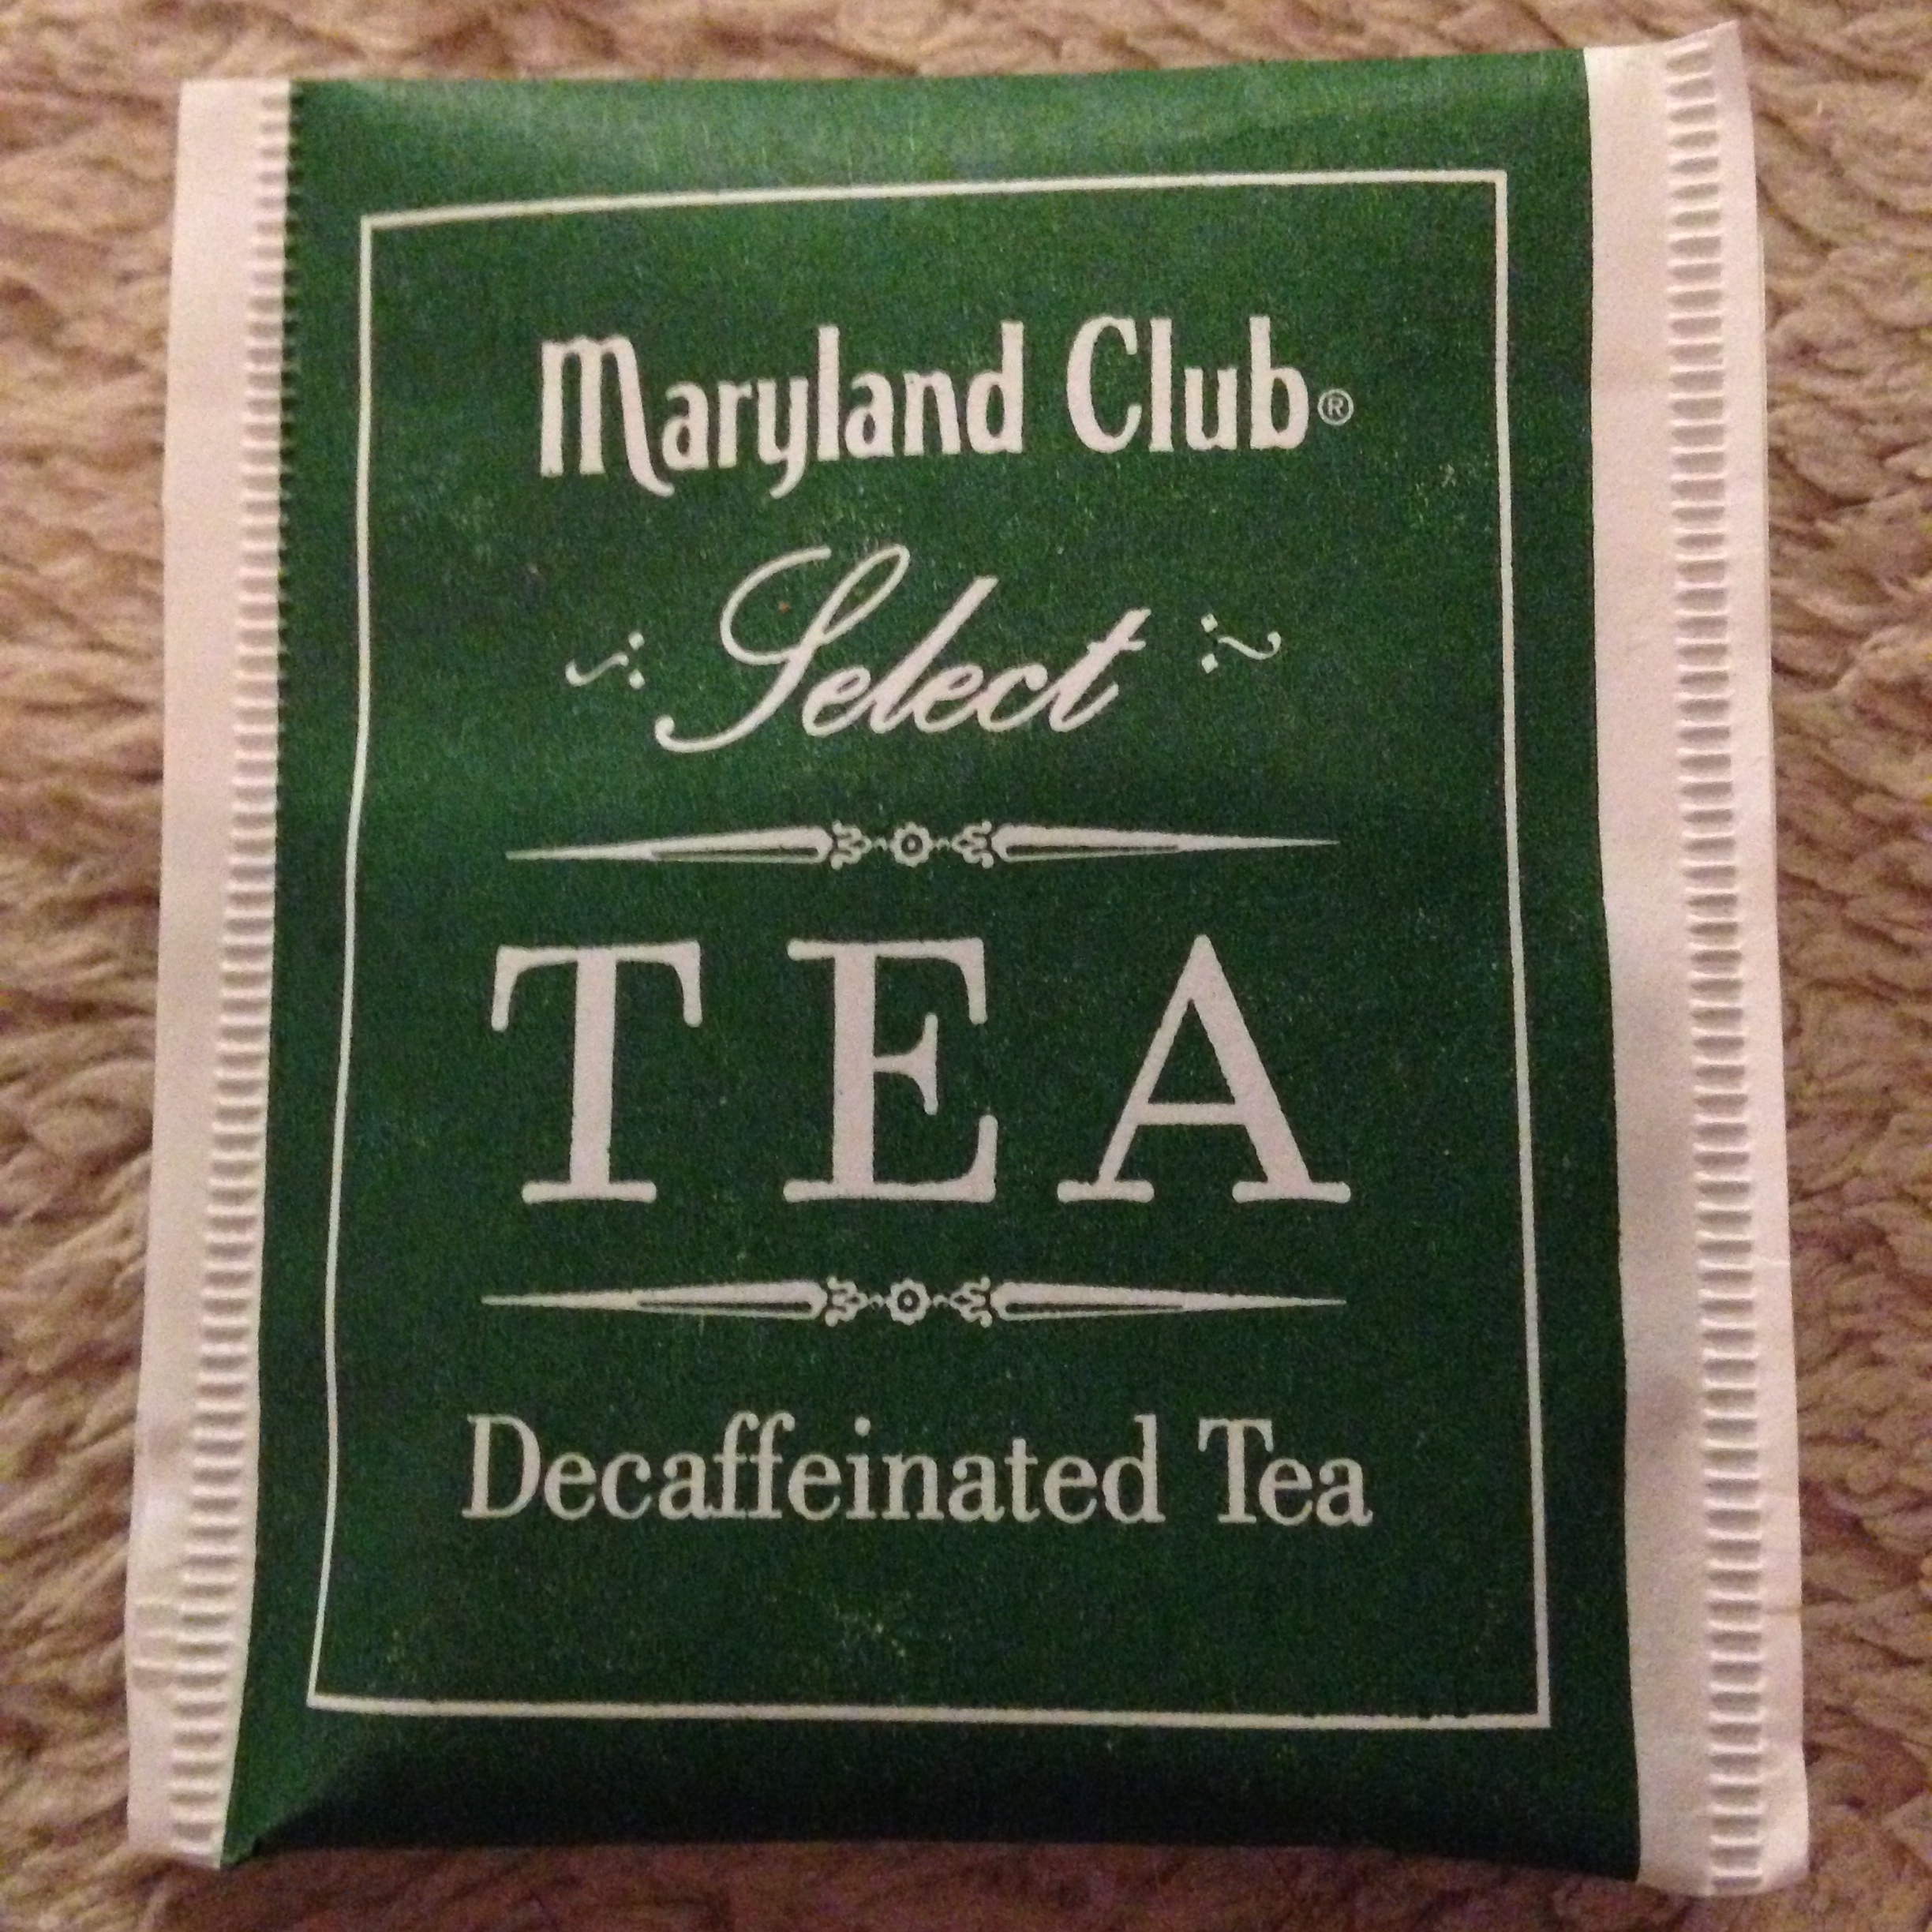 Maryland Club®
Select
TEA
Decaffeinated Tea